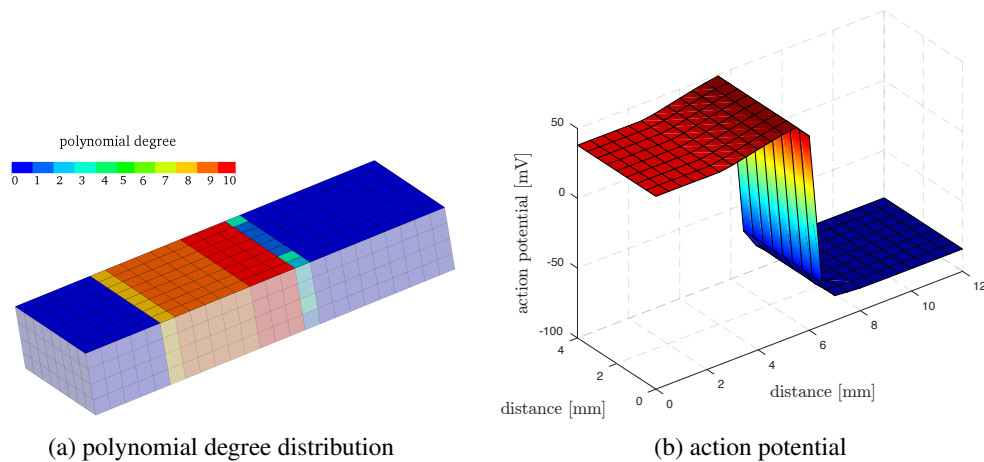 polynomial degree
0 1 2 3 4 5 6 7 8 9 10
(a) polynomial degree distribution
action potential [mV]
50
0
-50
-100
4
2
0
distance [mm]
0
2
4
6
8
10
12
distance [mm]
(b) action potential